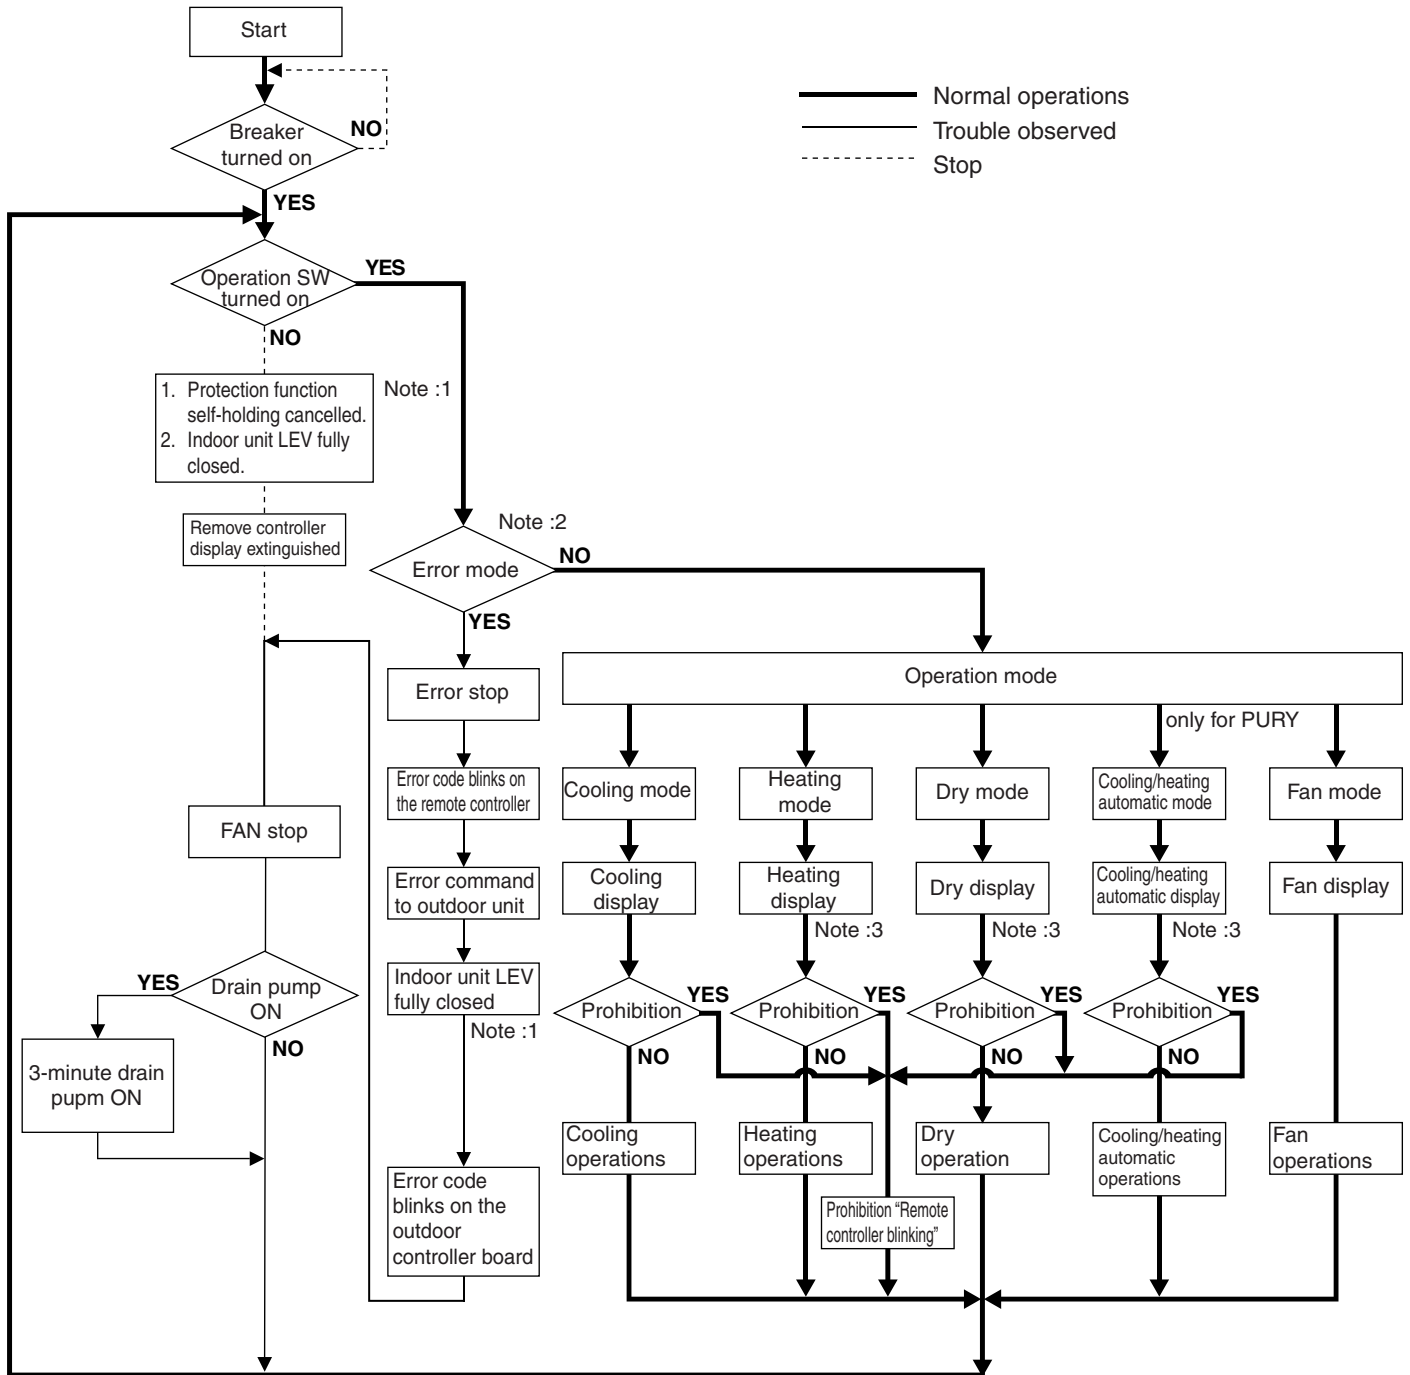 Start
Normal operations
Trouble observed
Stop
Breaker
turned on
NO
YES
Operation SW
turned on
YES
NO
1. Protection function
self-holding cancelled.
2. Indoor unit LEV fully
closed.
Note :1
Remove controller
display extinguished
Note :2
Error mode
NO
YES
Error stop
Operation mode
only for PURY
Error code blinks on
the remote controller
Cooling mode
Heating
mode
Dry mode
Cooling/heating
automatic mode
Fan mode
FAN stop
Error command
to outdoor unit
Cooling
display
Heating
display
Dry display
Cooling/heating
automatic display
Fan display
Note :3
Note :3
Note :3
Drain pump
ON
YES
NO
Indoor unit LEV
fully closed
Note :1
Prohibition
YES
NO
Prohibition
YES
NO
Prohibition
YES
NO
Prohibition
YES
NO
3-minute drain
pupm ON
Cooling
operations
Heating
operations
Dry
operation
Cooling/heating
automatic
operations
Fan
operations
Error code
blinks on the
outdoor
controller board
Prohibition “Remote
controller blinking”